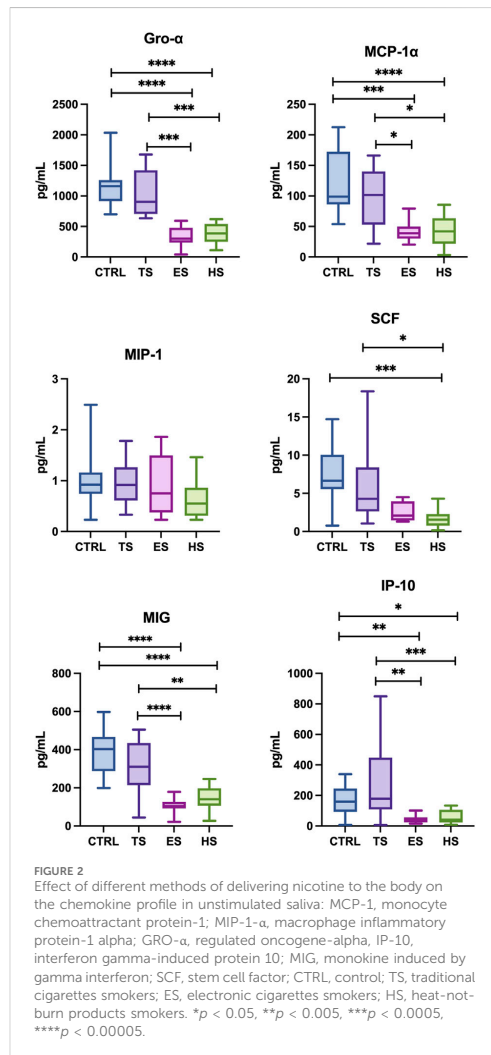 Gro-α
****
****
***
***
pg/mL
2500
2000
1500
1000
500
0
CTRL TS ES HS
MCP-1α
****
***
*
*
pg/mL
250
200
150
100
50
0
CTRL TS ES HS
MIP-1
pg/mL
3
2
1
0
CTRL TS ES HS
SCF
*
***
pg/mL
20
15
10
5
0
CTRL TS ES HS
MIG
****
****
**
****
pg/mL
800
600
400
200
0
CTRL TS ES HS
IP-10
*
**
***
**
pg/mL
1000
800
600
400
200
0
CTRL TS ES HS
FIGURE 2
Effect of different methods of delivering nicotine to the body on
the chemokine profile in unstimulated saliva: MCP-1, monocyte
chemoattractant protein-1; MIP-1-α, macrophage inflammatory
protein-1 alpha; GRO-α, regulated oncogene-alpha, IP-10,
interferon gamma-induced protein 10; MIG, monokine induced by
gamma interferon; SCF, stem cell factor; CTRL, control; TS, traditional
cigarettes smokers; ES, electronic cigarettes smokers; HS, heat-not-
burn products smokers. *p < 0.05, **p < 0.005, ***p < 0.0005,
****p < 0.00005.